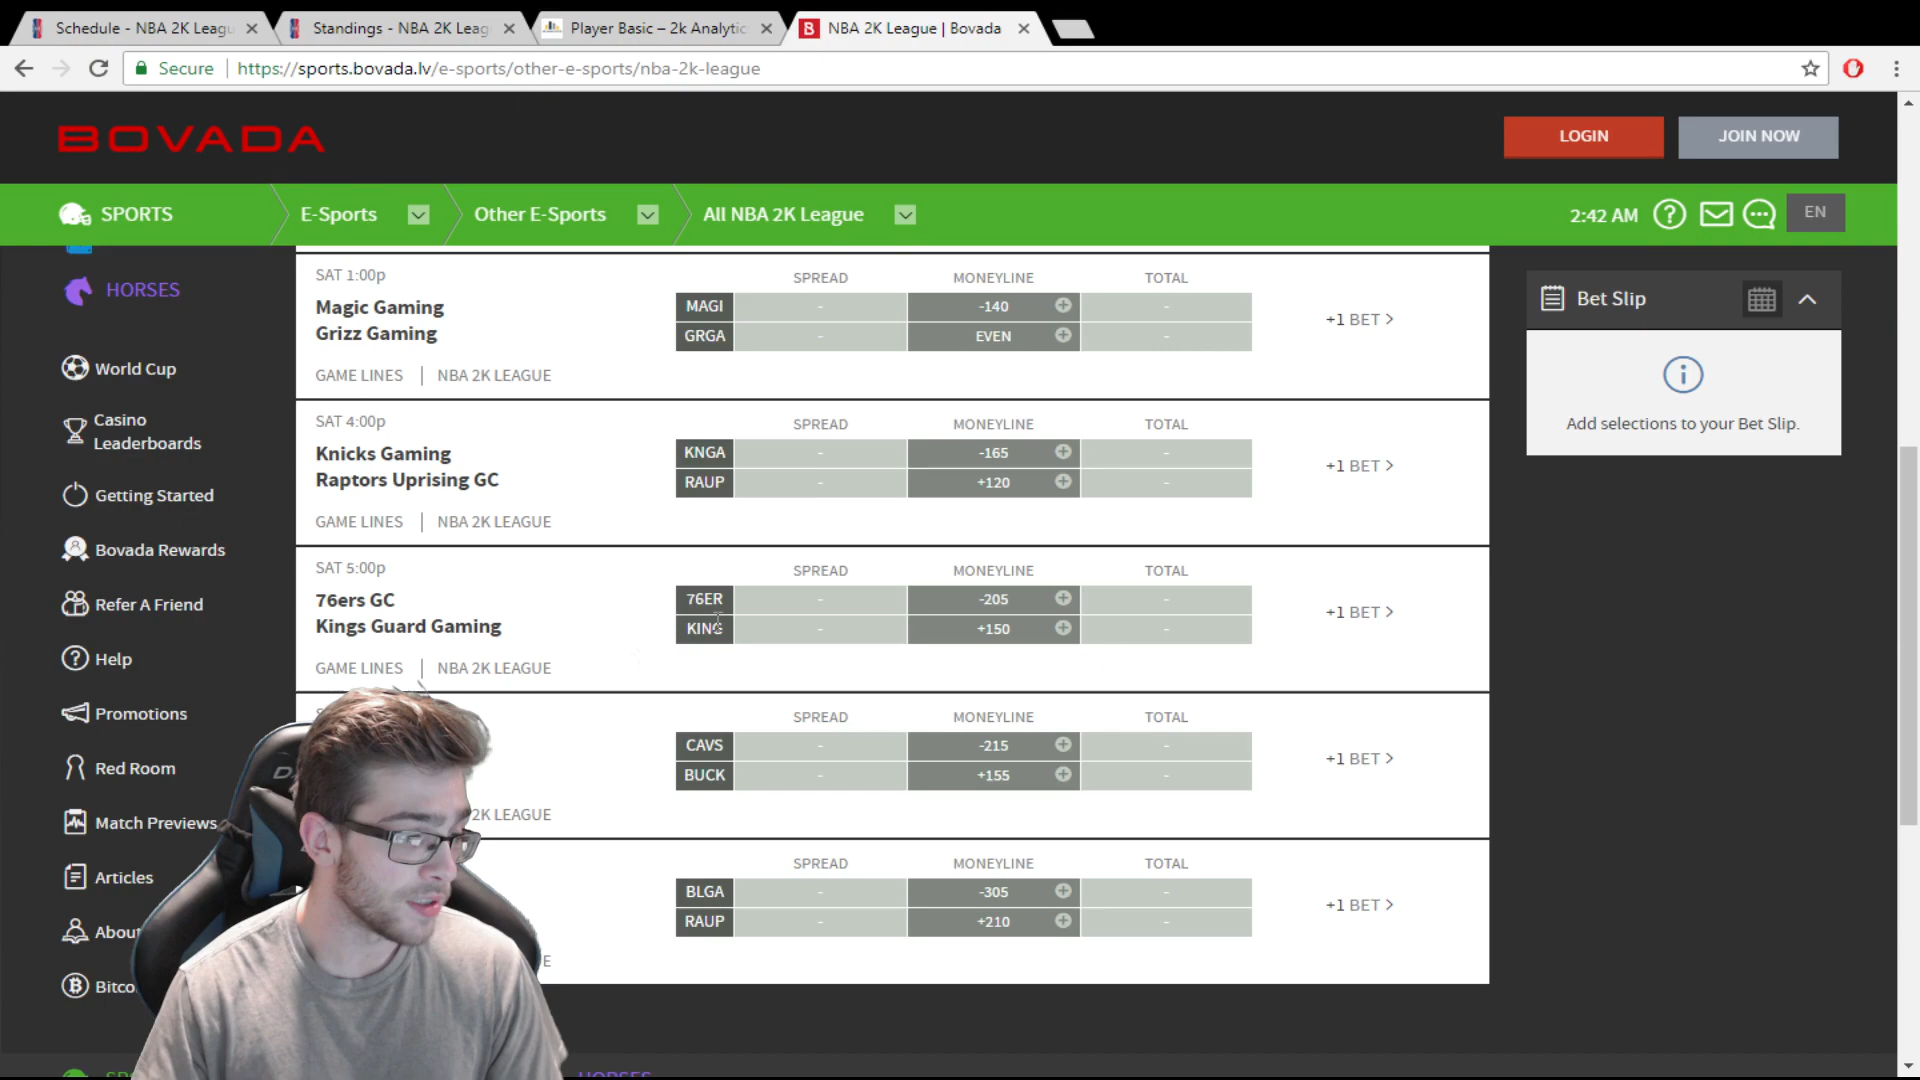 Schedule - NBA 2K Leagu
Standings - NBA 2K Leag
Player Basic – 2k Analytic
B NBA 2K League | Bovada
Secure https://sports.bovada.lv/e-sports/other-e-sports/nba-2k-league
BOVADA
LOGIN
JOIN NOW
SPORTS
E-Sports
Other E-Sports
All NBA 2K League
2:42 AM
EN
HORSES
World Cup
Casino
Leaderboards
Getting Started
Bovada Rewards
Refer A Friend
Help
Promotions
Red Room
Match Previews
Articles
About
Bitco
SAT 1:00p
Magic Gaming
Grizz Gaming
GAME LINES | NBA 2K LEAGUE
SPREAD MONEYLINE TOTAL
MAGI - -140 -
GRGA - EVEN -
+1 BET >
SAT 4:00p
Knicks Gaming
Raptors Uprising GC
GAME LINES | NBA 2K LEAGUE
SPREAD MONEYLINE TOTAL
KNGA - -165 -
RAUP - +120 -
+1 BET >
SAT 5:00p
76ers GC
Kings Guard Gaming
GAME LINES | NBA 2K LEAGUE
SPREAD MONEYLINE TOTAL
76ER - -205 -
KING - +150 -
+1 BET >
SPREAD MONEYLINE TOTAL
CAVS - -215 -
BUCK - +155 -
+1 BET >
2K LEAGUE
SPREAD MONEYLINE TOTAL
BLGA - -305 -
RAUP - +210 -
+1 BET >
E
Bet Slip
Add selections to your Bet Slip.
HORSES